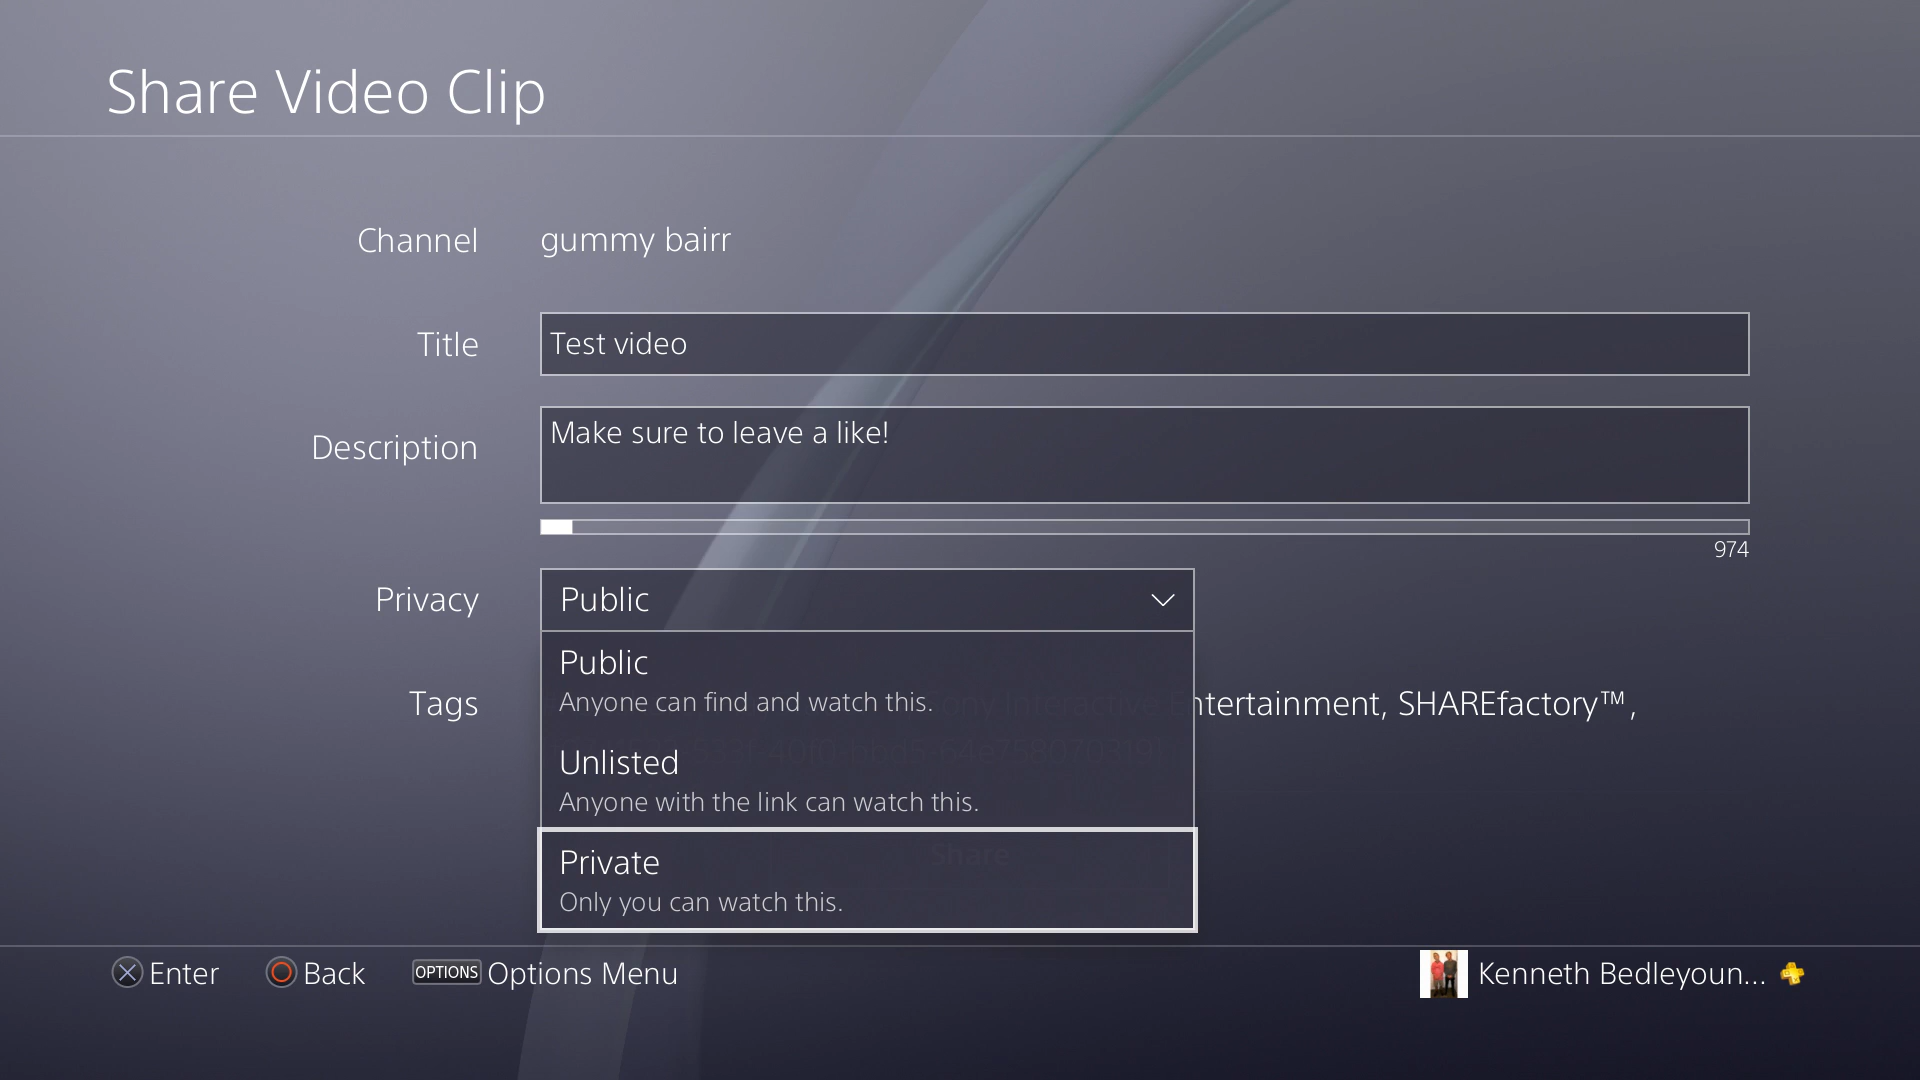 Share Video Clip
Channel gummy bairr
Title Test video
Description Make sure to leave a like!
974
Privacy Public
Public
Anyone can find and watch this.
Tags ntertainment, SHAREfactory™,
Unlisted
Anyone with the link can watch this.
Private
Share
Only you can watch this.
Enter Back OPTIONS Options Menu Kenneth Bedleyoun...